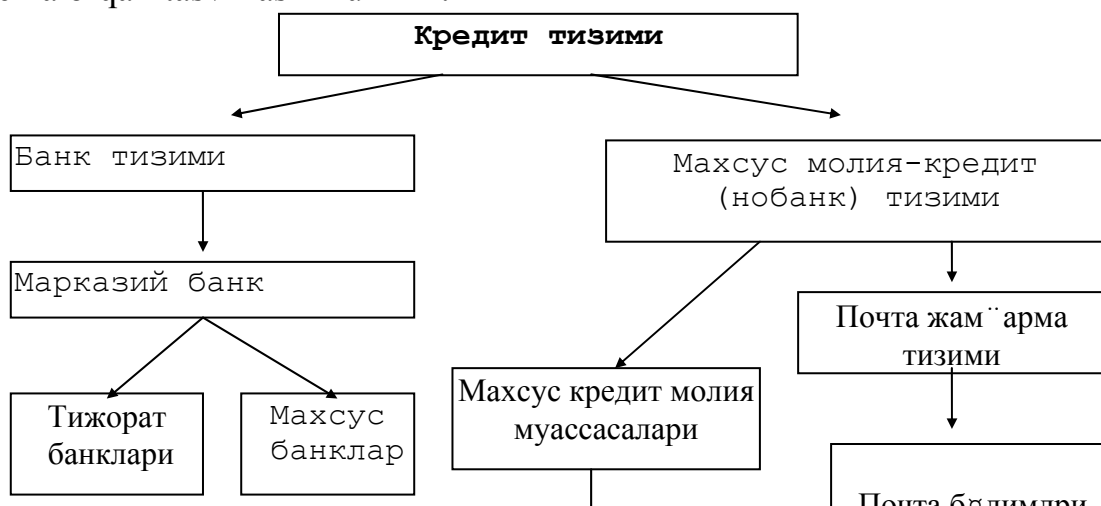 Кредит тизими
Банк тизими
Махсус молия-кредит
(нобанк) тизими
Марказий банк
Почта жам¨арма
тизими
Махсус кредит молия
муассасалари
Тижорат
банклари
Махсус
банклар
Почта